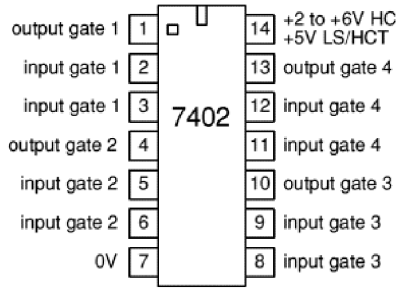 output gate 1 1 14 +2 to +6V HC
+5V LS/HCT
input gate 1 2 13 output gate 4
input gate 1 3 12 input gate 4
7402
output gate 2 4 11 input gate 4
input gate 2 5 10 output gate 3
input gate 2 6 9 input gate 3
0V 7 8 input gate 3